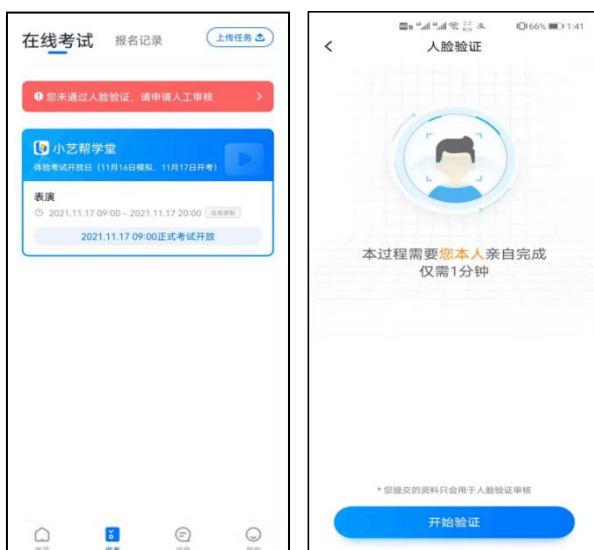 在线考试 报名记录 上传任务
您未通过人脸验证，请申请人工审核
小艺帮学堂
体验考试开放日（11月16日模拟，11月17日开考）
表演
2021.11.17 09:00 - 2021.11.17 20:00
2021.11.17 09:00正式考试开放
66% 1:41
人脸验证
本过程需要您本人亲自完成
仅需1分钟
*您提交的资料只会用于人脸验证审核
开始验证